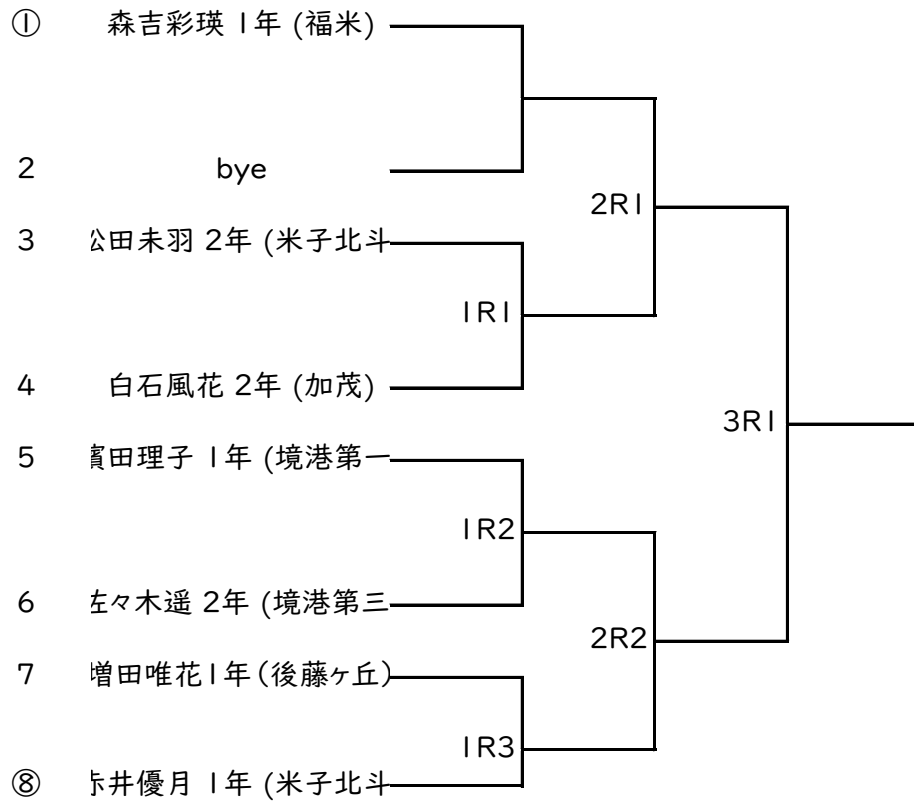 ① 森吉彩瑛 1年 (福米)
2 bye
2R1
3 松田未羽 2年 (米子北斗
1R1
4 白石風花 2年 (加茂)
3R1
5 濱田理子 1年 (境港第一
1R2
6 佐々木遥 2年 (境港第三
2R2
7 増田唯花1年(後藤ヶ丘)
1R3
⑧ 赤井優月 1年 (米子北斗